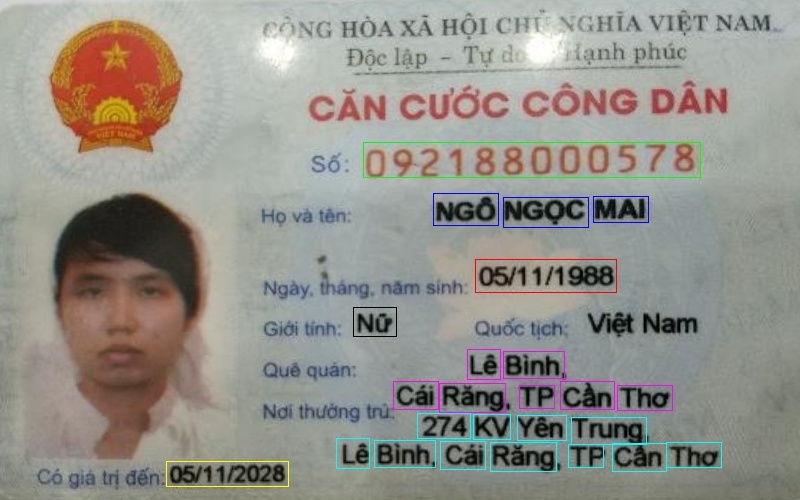 CỘNG HÒA XÃ HỘI CHỦ NGHĨA VIỆT NAM
Độc lập - Tự do Hạnh phúc
CĂN CƯỚC CÔNG DÂN
Số: 092188000578
Họ và tên: NGÔ NGỌC MAI
Ngày, tháng, năm sinh: 05/11/1988
Giới tính: Nữ Quốc tịch: Việt Nam
Quê quán: Lê Bình,
Cái Răng, TP Cần Thơ
Nơi thường trú: 274 KV Yên Trung,
Lê Bình, Cái Răng, TP Cần Thơ
Có giá trị đến: 05/11/2028
VIỆT NAM